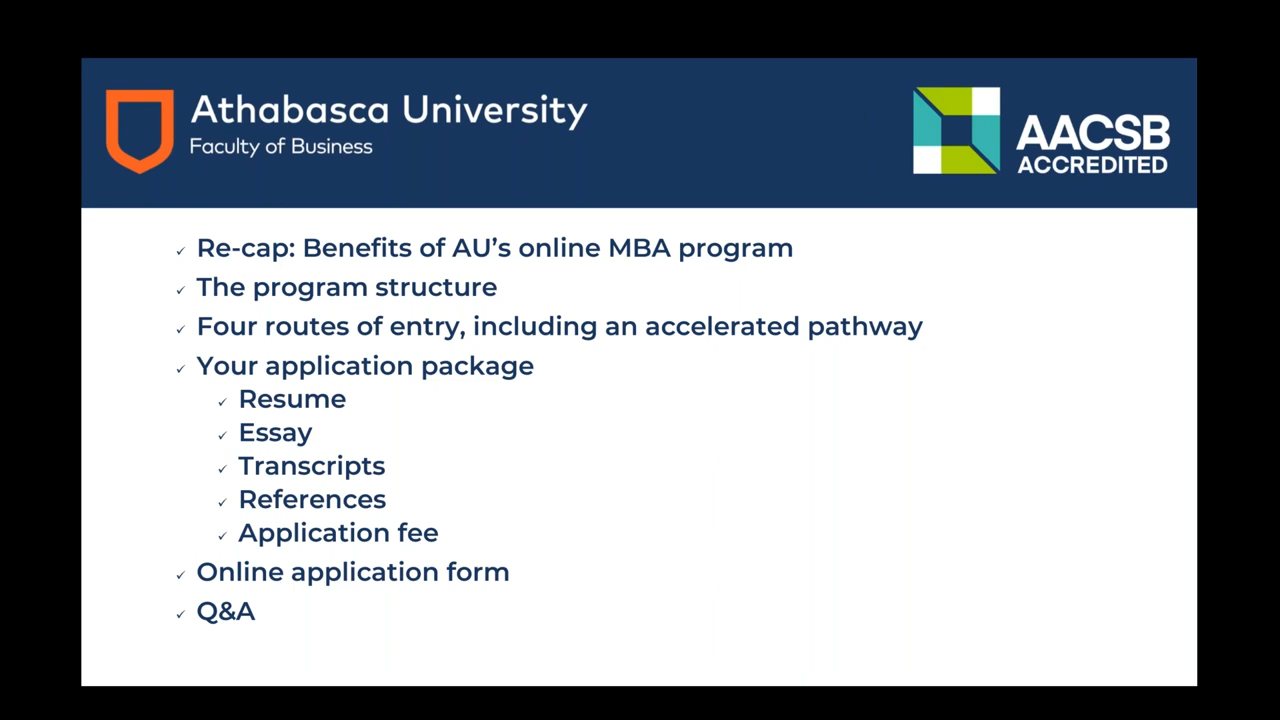 Athabasca University
Faculty of Business
AACSB
ACCREDITED
✓ Re-cap: Benefits of AU’s online MBA program
✓ The program structure
✓ Four routes of entry, including an accelerated pathway
✓ Your application package
✓ Resume
✓ Essay
✓ Transcripts
✓ References
✓ Application fee
✓ Online application form
✓ Q&A